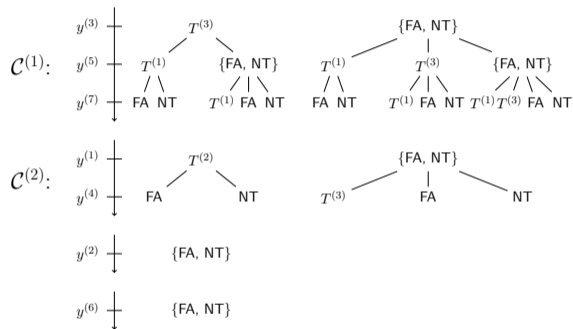 y^(3) T^(3) {FA, NT}
C^(1): y^(5) T^(1) {FA, NT} T^(1) T^(3) {FA, NT}
y^(7) FA NT T^(1) FA NT FA NT T^(1) FA NT T^(1) T^(3) FA NT
y^(1) T^(2) {FA, NT}
C^(2): y^(4) FA NT T^(3) FA NT
y^(2) {FA, NT}
y^(6) {FA, NT}